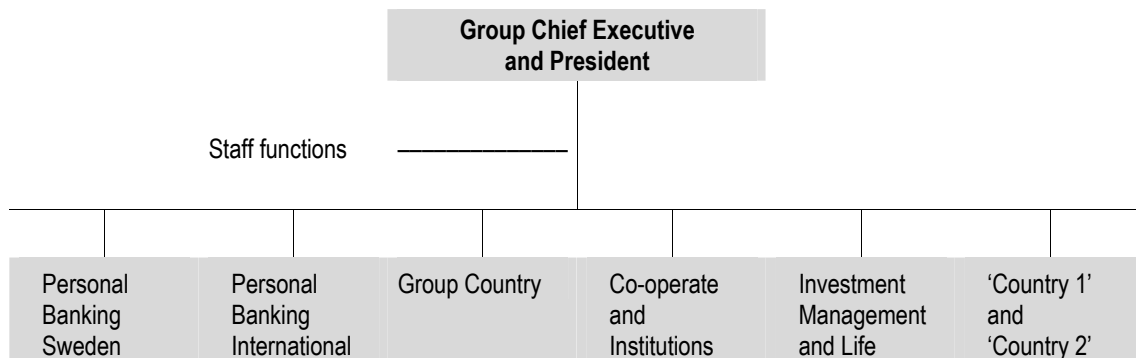 Group Chief Executive
and President
Staff functions
Personal
Banking
Sweden
Personal
Banking
International
Group Country
Co-operate
and
Institutions
Investment
Management
and Life
‘Country 1’
and
‘Country 2’